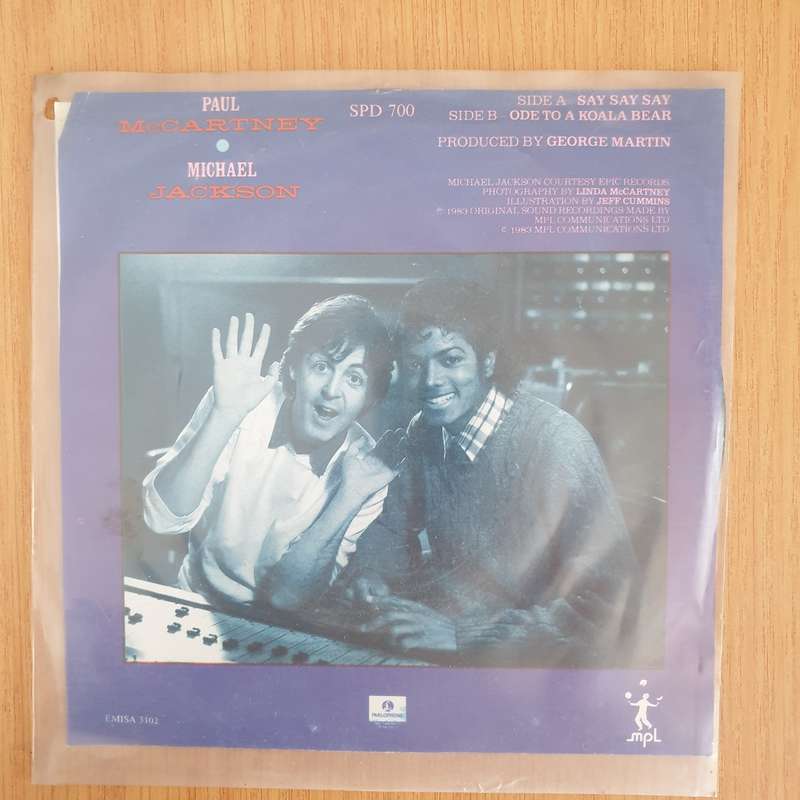 PAUL
McCARTNEY
MICHAEL
JACKSON
SPD 700
SIDE A SAY SAY SAY
SIDE B ODE TO A KOALA BEAR
PRODUCED BY GEORGE MARTIN
MICHAEL JACKSON COURTESY EPIC RECORDS
PHOTOGRAPHY BY LINDA McCARTNEY
ILLUSTRATION BY JEFF CUMMINS
℗ 1983 ORIGINAL SOUND RECORDINGS MADE BY
MPL COMMUNICATIONS LTD
© 1983 MPL COMMUNICATIONS LTD
EMISA 3102
PARLOPHONE
mpL